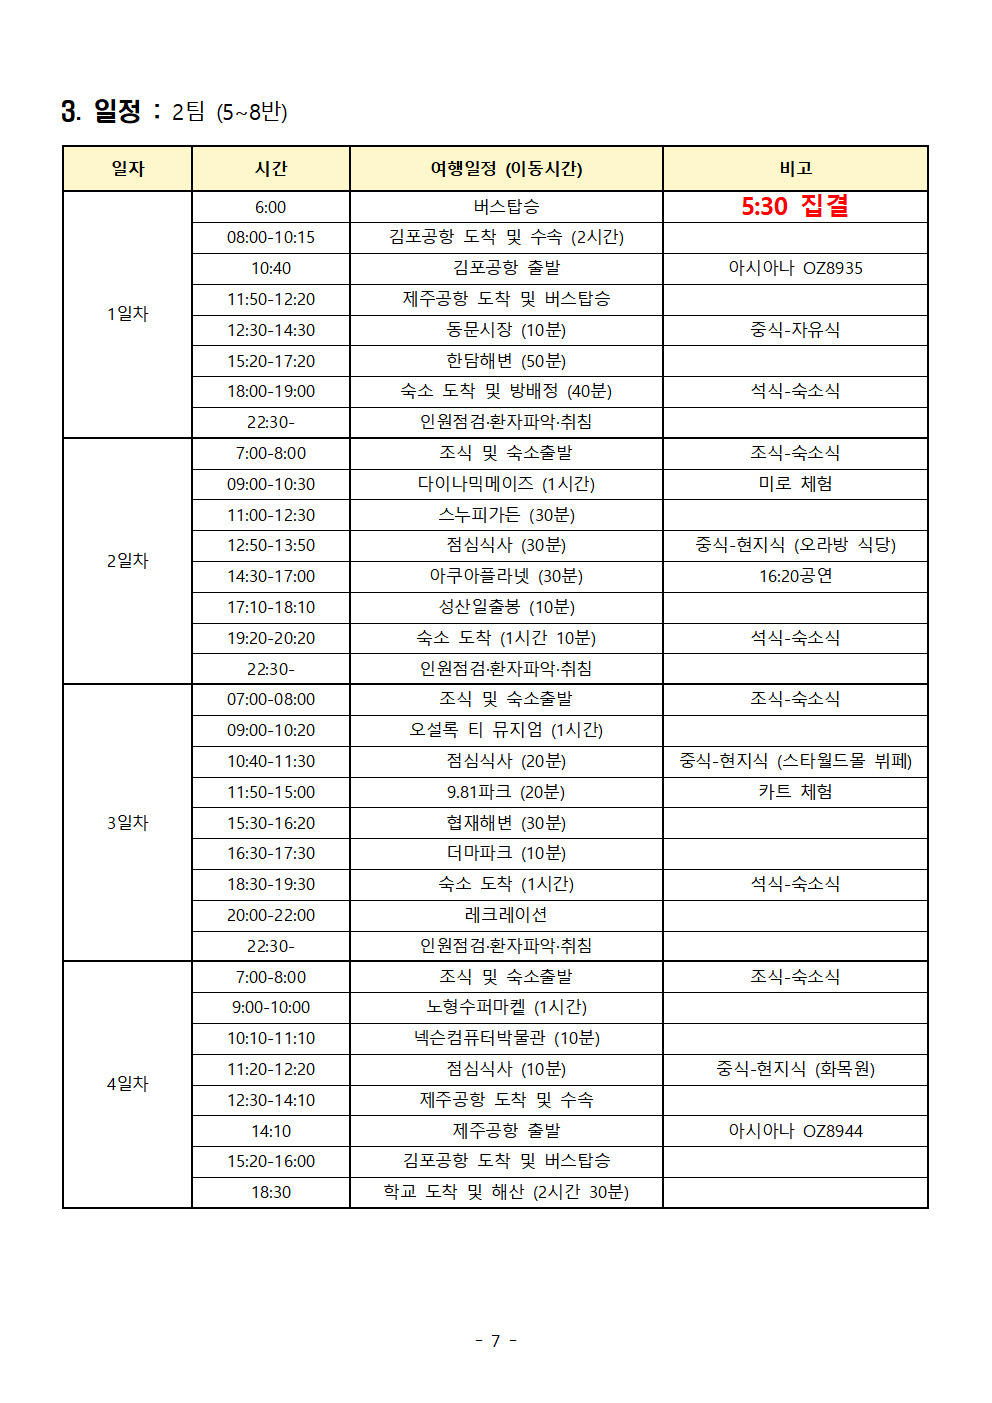 3. 일정 : 2팀 (5~8반)
일자 시간 여행일정 (이동시간) 비고
1일차
6:00 버스탑승 5:30 집결
08:00-10:15 김포공항 도착 및 수속 (2시간)
10:40 김포공항 출발 아시아나 OZ8935
11:50-12:20 제주공항 도착 및 버스탑승
12:30-14:30 동문시장 (10분) 중식-자유식
15:20-17:20 한담해변 (50분)
18:00-19:00 숙소 도착 및 방배정 (40분) 석식-숙소식
22:30- 인원점검·환자파악·취침
2일차
7:00-8:00 조식 및 숙소출발 조식-숙소식
09:00-10:30 다이나믹메이즈 (1시간) 미로 체험
11:00-12:30 스누피가든 (30분)
12:50-13:50 점심식사 (30분) 중식-현지식 (오라방 식당)
14:30-17:00 아쿠아플라넷 (30분) 16:20공연
17:10-18:10 성산일출봉 (10분)
19:20-20:20 숙소 도착 (1시간 10분) 석식-숙소식
22:30- 인원점검·환자파악·취침
3일차
07:00-08:00 조식 및 숙소출발 조식-숙소식
09:00-10:20 오설록 티 뮤지엄 (1시간)
10:40-11:30 점심식사 (20분) 중식-현지식 (스타월드몰 뷔페)
11:50-15:00 9.81파크 (20분) 카트 체험
15:30-16:20 협재해변 (30분)
16:30-17:30 더마파크 (10분)
18:30-19:30 숙소 도착 (1시간) 석식-숙소식
20:00-22:00 레크레이션
22:30- 인원점검·환자파악·취침
4일차
7:00-8:00 조식 및 숙소출발 조식-숙소식
9:00-10:00 노형수퍼마켙 (1시간)
10:10-11:10 넥슨컴퓨터박물관 (10분)
11:20-12:20 점심식사 (10분) 중식-현지식 (화목원)
12:30-14:10 제주공항 도착 및 수속
14:10 제주공항 출발 아시아나 OZ8944
15:20-16:00 김포공항 도착 및 버스탑승
18:30 학교 도착 및 해산 (2시간 30분)
- 7 -